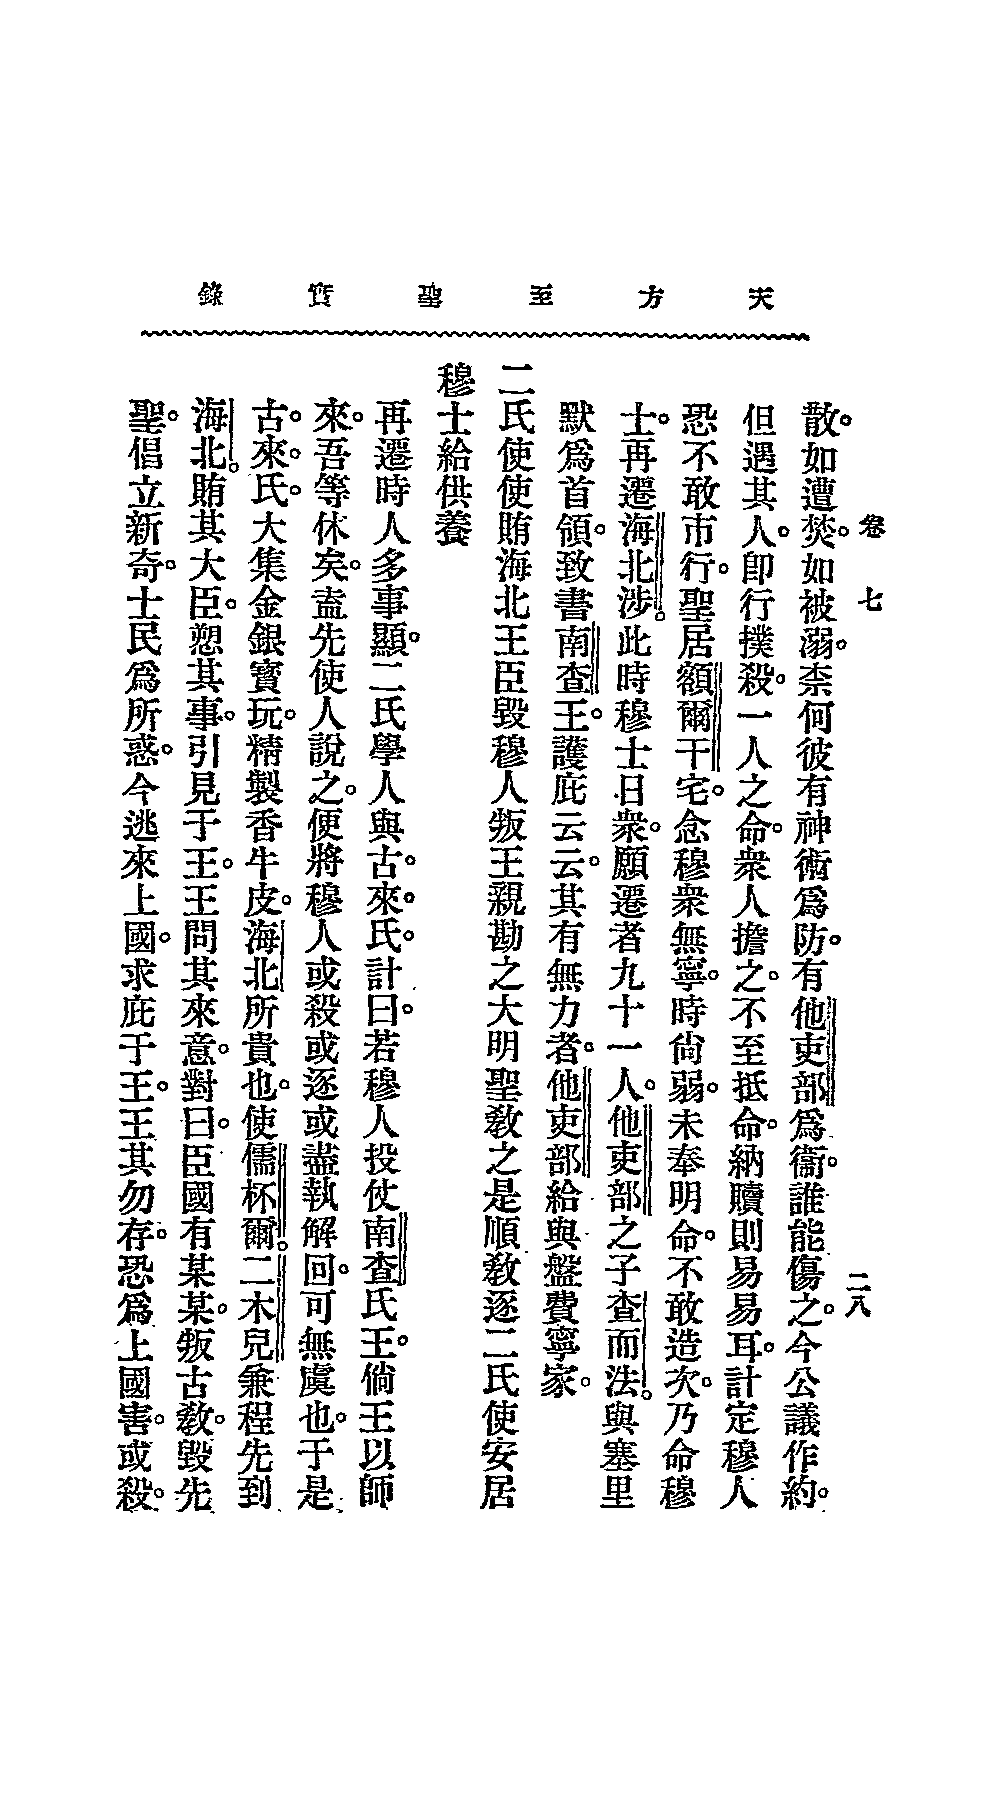 天方至聖實錄
卷七
二八
散。如遭焚。如被溺。柰何彼有神術爲防。有他吏部爲衞。誰能傷之。今公議作約。
但遇其人。卽行撲殺。一人之命。衆人擔之。不至抵命。納贖則易易耳。計定穆人
恐不敢市行。聖居額爾干宅。念穆衆無寧。時尙弱。未奉明命。不敢造次。乃命穆
士。再遷海北涉。此時穆士日衆。願遷者九十一人。他吏部之子查而法。與塞里
默爲首領。致書南查王。護庇云云。其有無力者。他吏部給與盤費寧家。
二氏使使賄海北王臣毀穆人叛王親勘之大明聖敎之是順敎逐二氏使安居
穆士給供養
再遷時人多事顯。二氏學人與古。來。氏。計曰。若穆人投仗南查氏王。倘王以師
來。吾等休矣。盍先使人說之。便將穆人或殺或逐或盡執解回。可無虞也。于是
古。來。氏。大集金銀寶玩。精製香牛皮。海北所貴也。使儒杯爾。二木兒兼程先到
海北。賄其大臣。愬其事。引見于王。王問其來意。對曰。臣國有某某。叛古敎。毀先
聖。倡立新奇。士民爲所惑。今逃來上國。求庇于王。王其勿存。恐爲上國害。或殺。